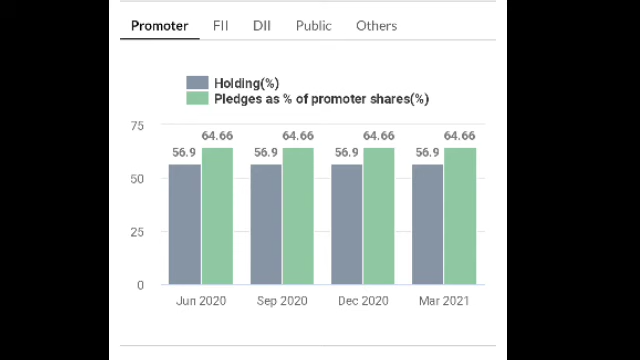 Promoter FII DII Public Others
Holding(%)
Pledges as % of promoter shares(%)
75
64.66 64.66 64.66 64.66
56.9 56.9 56.9 56.9
50
25
0
Jun 2020 Sep 2020 Dec 2020 Mar 2021